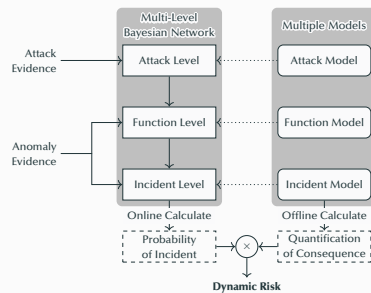 Multi-Level
Bayesian Network
Multiple Models
Attack
Evidence
Attack Level
Attack Model
Function Level
Function Model
Anomaly
Evidence
Incident Level
Incident Model
Online Calculate
Offline Calculate
Probability
of Incident
×
Quantification
of Consequence
Dynamic Risk